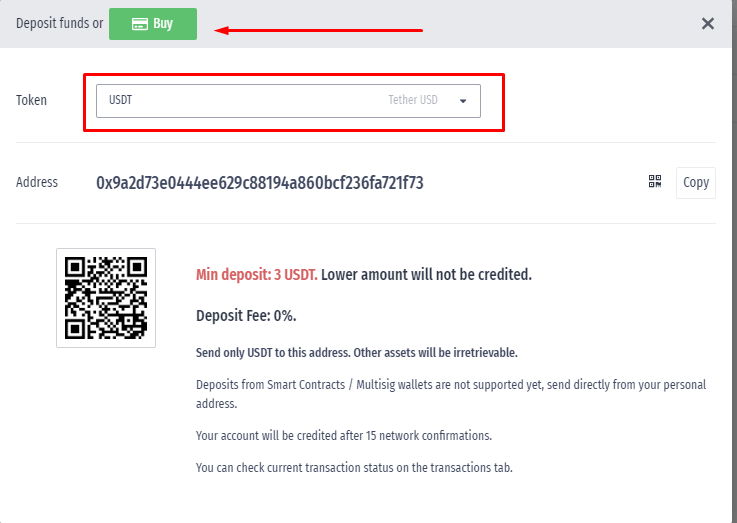 Deposit funds or Buy
Token USDT Tether USD
Address 0x9a2d73e0444ee629c88194a860bcf236fa721f73 Copy
Min deposit: 3 USDT. Lower amount will not be credited.
Deposit Fee: 0%.
Send only USDT to this address. Other assets will be irretrievable.
Deposits from Smart Contracts / Multisig wallets are not supported yet, send directly from your personal
address.
Your account will be credited after 15 network confirmations.
You can check current transaction status on the transactions tab.